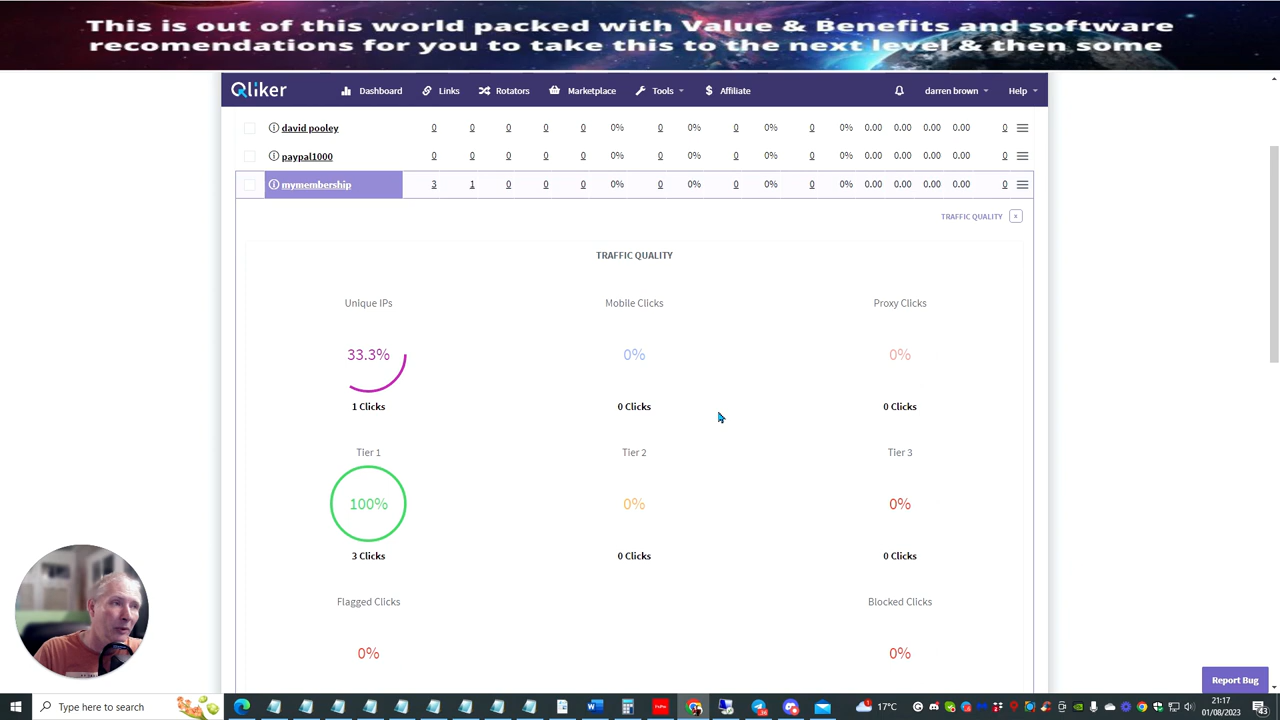 This is out of this world packed with Value & Benefits and software
recomendations for you to take this to the next level & then some
Qliker Dashboard Links Rotators Marketplace Tools $ Affiliate darren brown Help
david pooley 0 0 0 0 0 0% 0 0% 0 0% 0 0% 0.00 0.00 0.00 0.00 0
paypal1000 0 0 0 0 0 0% 0 0% 0 0% 0 0% 0.00 0.00 0.00 0.00 0
mymembership 3 1 0 0 0 0% 0 0% 0 0% 0 0% 0.00 0.00 0.00 0.00 0
TRAFFIC QUALITY x
TRAFFIC QUALITY
Unique IPs Mobile Clicks Proxy Clicks
33.3% 0% 0%
1 Clicks 0 Clicks 0 Clicks
Tier 1 Tier 2 Tier 3
100% 0% 0%
3 Clicks 0 Clicks 0 Clicks
Flagged Clicks Blocked Clicks
0% 0%
Report Bug
Type here to search 17°C 21:17
01/08/2023